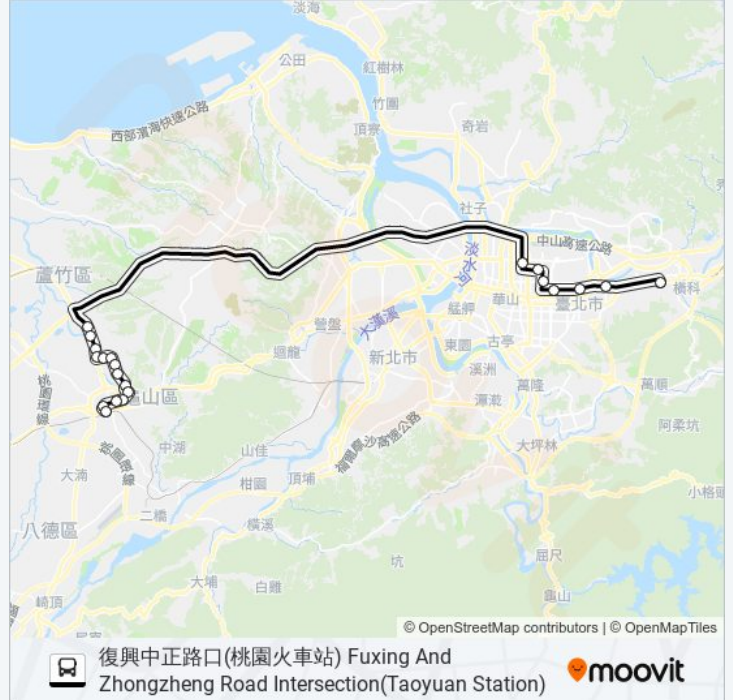 淡海
公田
紅樹林
竹圍
西部濱海快速公路
頂寮
奇岩
社子
中山高速公路
蘆竹區
淡水河
橫科
華山
臺北市
艋舺
大漢溪
營盤
東園
古亭
迴龍
新北市
溪洲
萬隆
萬順
龜山區
潭墘
阿柔坑
福爾摩沙高速公路
中湖
山佳
大坪林
大湳
柑園
頂埔
小格頭
二橋
橫溪
八德區
屈尺
坑
大埔
白雞
龜山
崎頂
© OpenStreetMap contributors | © OpenMapTiles
復興中正路口(桃園火車站) Fuxing And
Zhongzheng Road Intersection(Taoyuan Station)
moovit